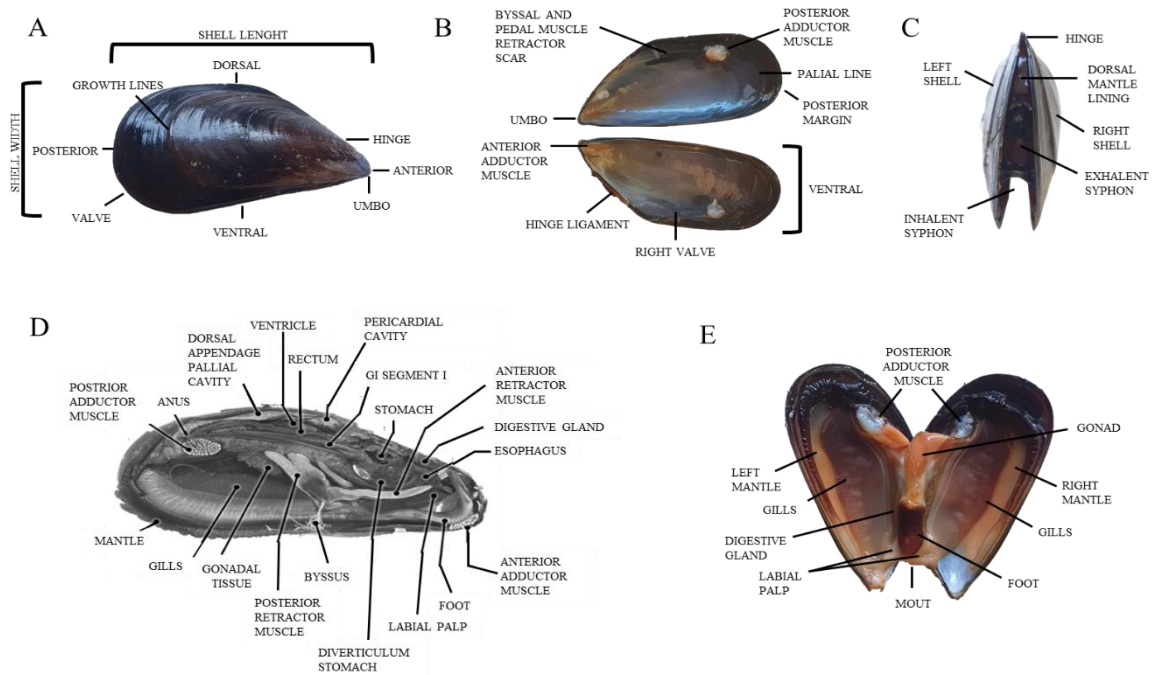 A
SHELL LENGHT
DORSAL
GROWTH LINES
SHELL WIDTH
POSTERIOR
HINGE
ANTERIOR
UMBO
VALVE
VENTRAL
B
BYSSAL AND
PEDAL MUSCLE
RETRACTOR
SCAR
POSTERIOR
ADDUCTOR
MUSCLE
PALIAL LINE
POSTERIOR
MARGIN
UMBO
ANTERIOR
ADDUCTOR
MUSCLE
VENTRAL
HINGE LIGAMENT
RIGHT VALVE
C
HINGE
LEFT
SHELL
DORSAL
MANTLE
LINING
RIGHT
SHELL
EXHALENT
SYPHON
INHALENT
SYPHON
D
VENTRICLE
PERICARDIAL
CAVITY
DORSAL
APPENDAGE
PALLIAL
CAVITY
RECTUM
GI SEGMENT I
ANTERIOR
RETRACTOR
MUSCLE
POSTRIOR
ADDUCTOR
MUSCLE
ANUS
STOMACH
DIGESTIVE GLAND
ESOPHAGUS
MANTLE
GILLS
GONADAL
TISSUE
POSTERIOR
RETRACTOR
MUSCLE
BYSSUS
DIVERTICULUM
STOMACH
LABIAL PALP
FOOT
ANTERIOR
ADDUCTOR
MUSCLE
E
POSTERIOR
ADDUCTOR
MUSCLE
GONAD
LEFT
MANTLE
RIGHT
MANTLE
GILLS
GILLS
DIGESTIVE
GLAND
LABIAL
PALP
FOOT
MOUT